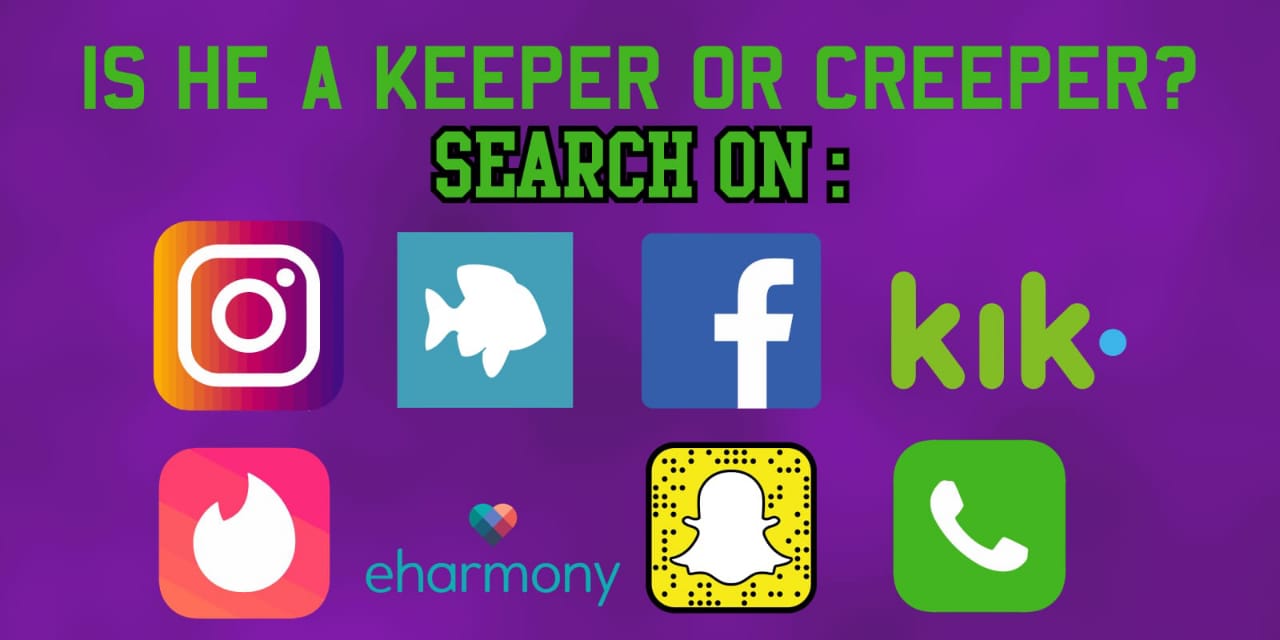 IS HE A KEEPER OR CREEPER?
SEARCH ON :
f
kik
eharmony